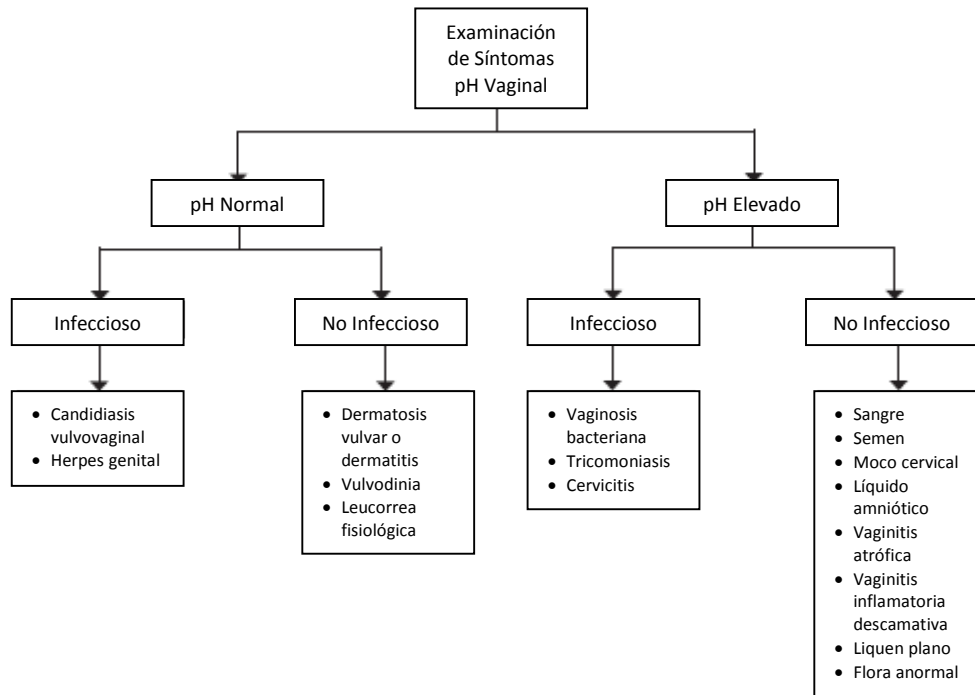 Examinación
de Síntomas
pH Vaginal
pH Normal
pH Elevado
Infeccioso
No Infeccioso
Infeccioso
No Infeccioso
• Candidiasis
vulvovaginal
• Herpes genital
• Dermatosis
vulvar o
dermatitis
• Vulvodinia
• Leucorrea
fisiológica
• Vaginosis
bacteriana
• Tricomoniasis
• Cervicitis
• Sangre
• Semen
• Moco cervical
• Líquido
amniótico
• Vaginitis
atrófica
• Vaginitis
inflamatoria
descamativa
• Liquen plano
• Flora anormal